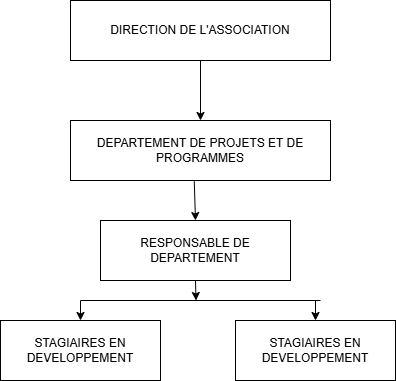 DIRECTION DE L'ASSOCIATION
DEPARTEMENT DE PROJETS ET DE
PROGRAMMES
RESPONSABLE DE
DEPARTEMENT
STAGIAIRES EN
DEVELOPPEMENT
STAGIAIRES EN
DEVELOPPEMENT